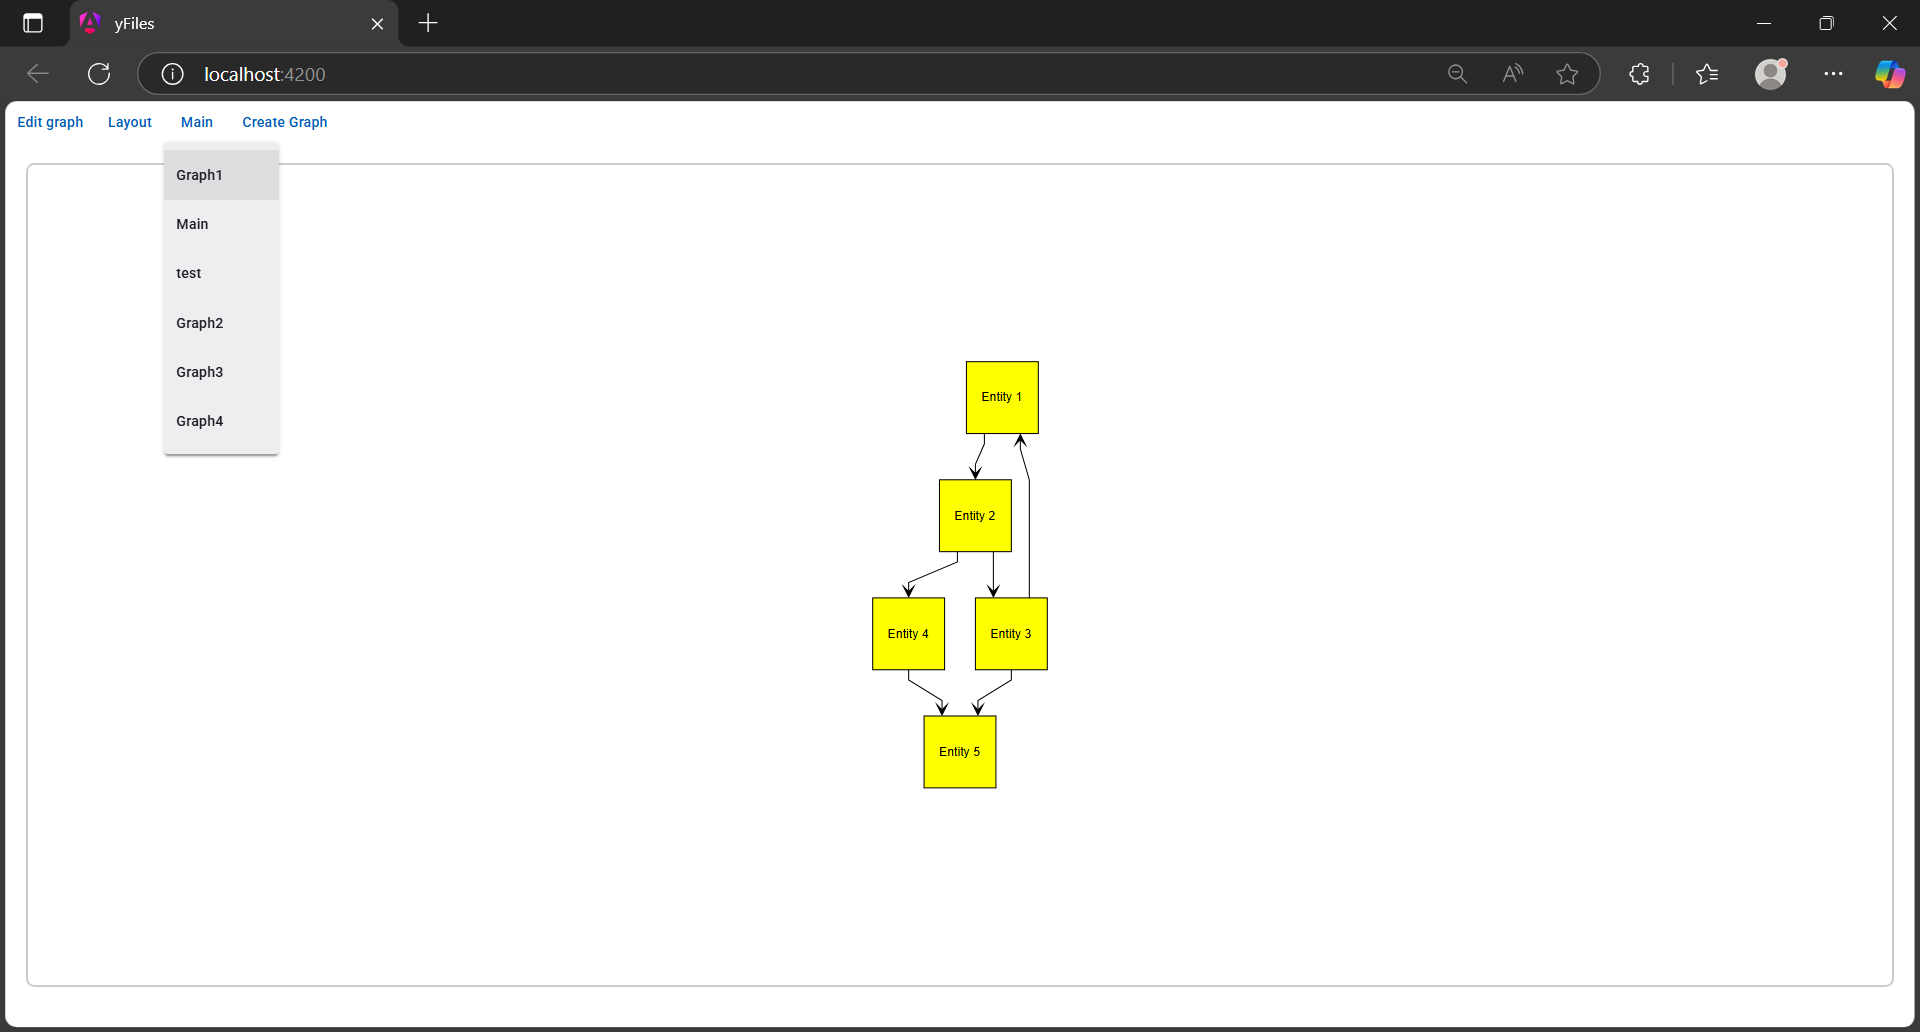 yFiles
localhost:4200
Edit graph Layout Main Create Graph
Graph1
Main
test
Graph2
Graph3
Graph4
Entity 1
Entity 2
Entity 4 Entity 3
Entity 5